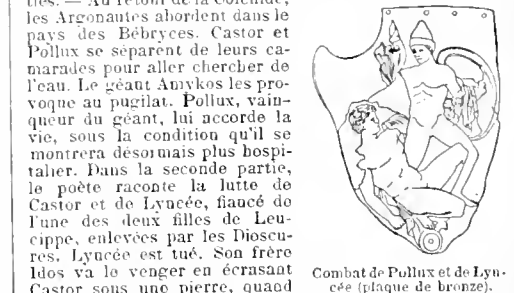 ties. — Au retour de la Colchide,
les Argonautes abordent dans le
pays des Bébryces. Castor et
Pollux se séparent de leurs ca-
marades pour aller chercher de
l'eau. Le géant Amykos les pro-
voque au pugilat. Pollux, vain-
queur du géant, lui accorde la
vie, sous la condition qu'il se
montrera désormais plus hospi-
talier. Dans la seconde partie,
le poète raconte la lutte de
Castor et de Lyncée, fiancé de
l'une des deux filles de Leu-
cippe, enlevées par les Dioscu-
res. Lyncée est tué. Son frère
Idos va le venger en écrasant
Castor sous une pierre, quand
Combat de Pollux et de Lyn-
cée (plaque de bronze).